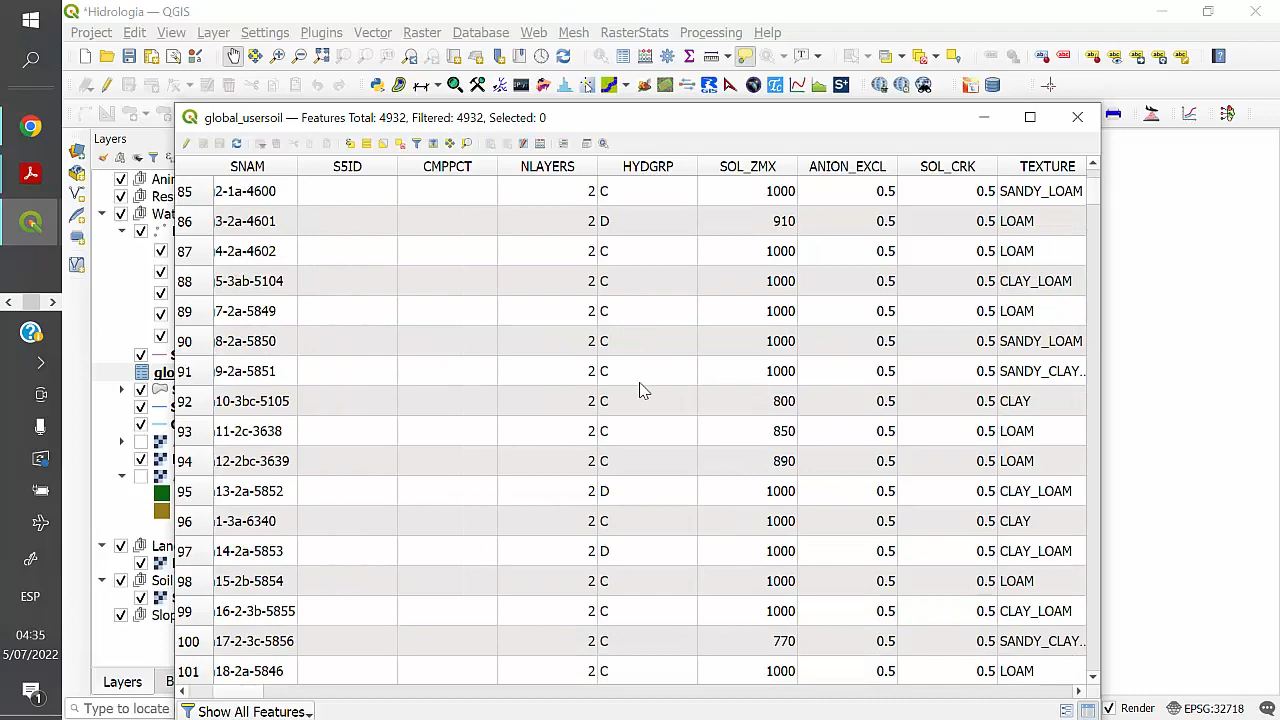 *Hidrologia — QGIS
Project Edit View Layer Settings Plugins Vector Raster Database Web Mesh RasterStats Processing Help
global_usersoil — Features Total: 4932, Filtered: 4932, Selected: 0
Layers
SNAM S5ID CMPPCT NLAYERS HYDGRP SOL_ZMX ANION_EXCL SOL_CRK TEXTURE
85 2-1a-4600 2 C 1000 0.5 0.5 SANDY_LOAM
86 3-2a-4601 2 D 910 0.5 0.5 LOAM
87 4-2a-4602 2 C 1000 0.5 0.5 LOAM
88 5-3ab-5104 2 C 1000 0.5 0.5 CLAY_LOAM
89 7-2a-5849 2 C 1000 0.5 0.5 LOAM
90 8-2a-5850 2 C 1000 0.5 0.5 SANDY_LOAM
91 9-2a-5851 2 C 1000 0.5 0.5 SANDY_CLAY...
92 10-3bc-5105 2 C 800 0.5 0.5 CLAY
93 11-2c-3638 2 C 850 0.5 0.5 LOAM
94 12-2bc-3639 2 C 890 0.5 0.5 LOAM
95 13-2a-5852 2 D 1000 0.5 0.5 CLAY_LOAM
96 1-3a-6340 2 C 1000 0.5 0.5 CLAY
97 14-2a-5853 2 D 1000 0.5 0.5 CLAY_LOAM
98 15-2b-5854 2 C 1000 0.5 0.5 LOAM
99 16-2-3b-5855 2 C 1000 0.5 0.5 CLAY_LOAM
100 17-2-3c-5856 2 C 770 0.5 0.5 SANDY_CLAY...
101 18-2a-5846 2 C 1000 0.5 0.5 LOAM
Show All Features
Ani
Res
Wat
glo
Lan
Soil
Slop
Layers B
Type to locate
Render EPSG:32718
ESP
04:35
5/07/2022
1